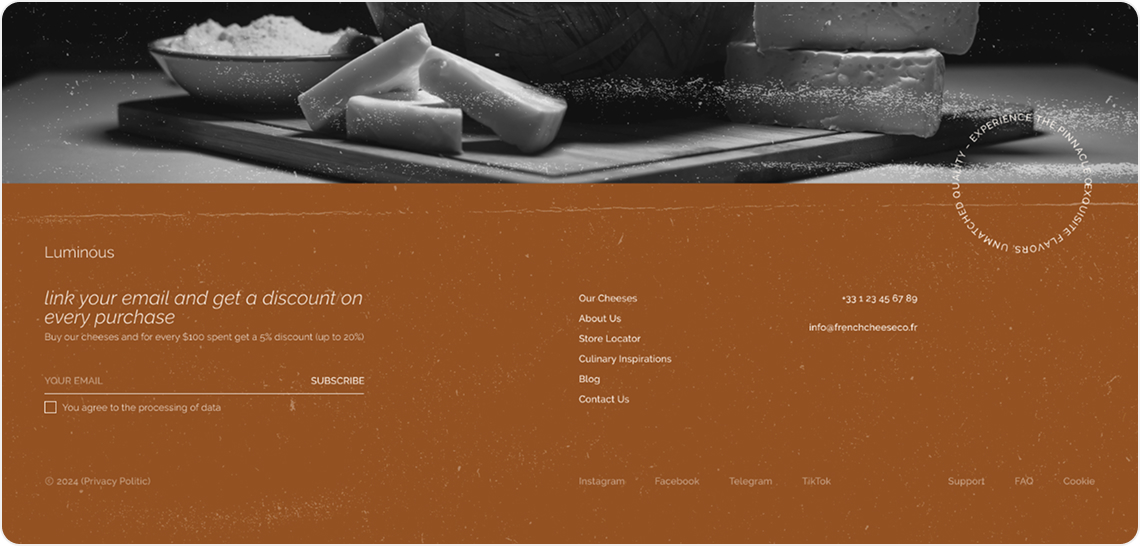 EXPERIENCE THE PINNACLE OF EXQUISITE FLAVORS, UNMATCHED QUALITY –
Luminous
link your email and get a discount on
every purchase
Buy our cheeses and for every $100 spent get a 5% discount (up to 20%)
YOUR EMAIL
SUBSCRIBE
You agree to the processing of data
Our Cheeses
About Us
Store Locator
Culinary Inspirations
Blog
Contact Us
+33 1 23 45 67 89
info@frenchcheeseco.fr
© 2024 (Privacy Politic)
Instagram
Facebook
Telegram
TikTok
Support
FAQ
Cookie